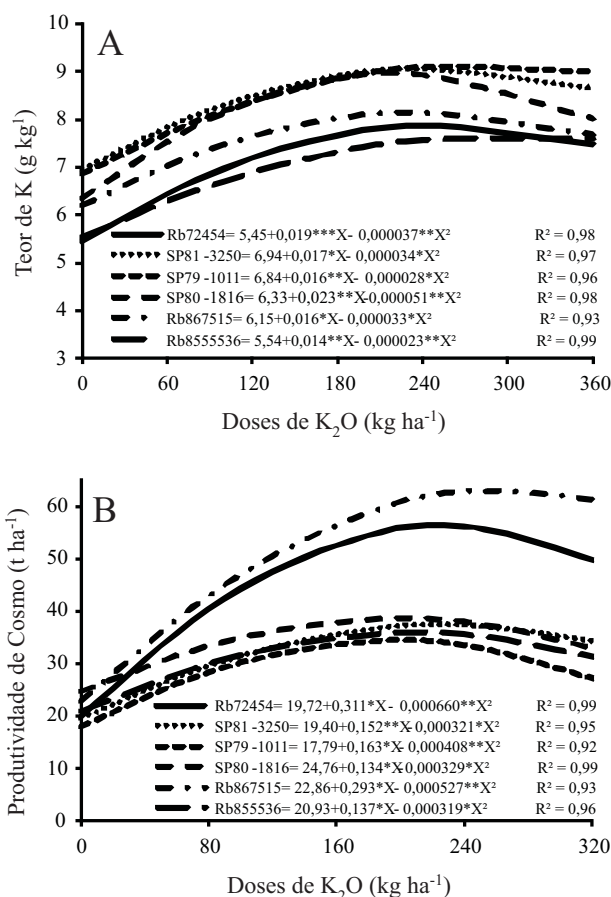 A
10
9
8
7
6
5
4
3
Teor de K (g kg¹)
Rb72454= 5,45+0,019***X- 0,000037**X² R² = 0,98
SP81 -3250= 6,94+0,017*X- 0,000034*X² R² = 0,97
SP79 -1011= 6,84+0,016**X- 0,000028*X² R² = 0,96
SP80 -1816= 6,33+0,023**X-0,000051**X² R² = 0,98
Rb867515= 6,15+0,016*X- 0,000033*X² R² = 0,93
Rb8555536= 5,54+0,014**X- 0,000023**X² R² = 0,99
0 60 120 180 240 300 360
Doses de K₂O (kg ha⁻¹)
B
60
50
40
30
20
10
0
Produtividade de Cosmo (t ha⁻¹)
Rb72454= 19,72+0,311*X- 0,000660**X² R² = 0,99
SP81 -3250= 19,40+0,152**X- 0,000321*X² R² = 0,95
SP79 -1011= 17,79+0,163*X- 0,000408**X² R² = 0,92
SP80 -1816= 24,76+0,134*X-0,000329*X² R² = 0,99
Rb867515= 22,86+0,293*X- 0,000527**X² R² = 0,93
Rb855536= 20,93+0,137*X- 0,000319*X² R² = 0,96
0 80 160 240 320
Doses de K₂O (kg ha⁻¹)